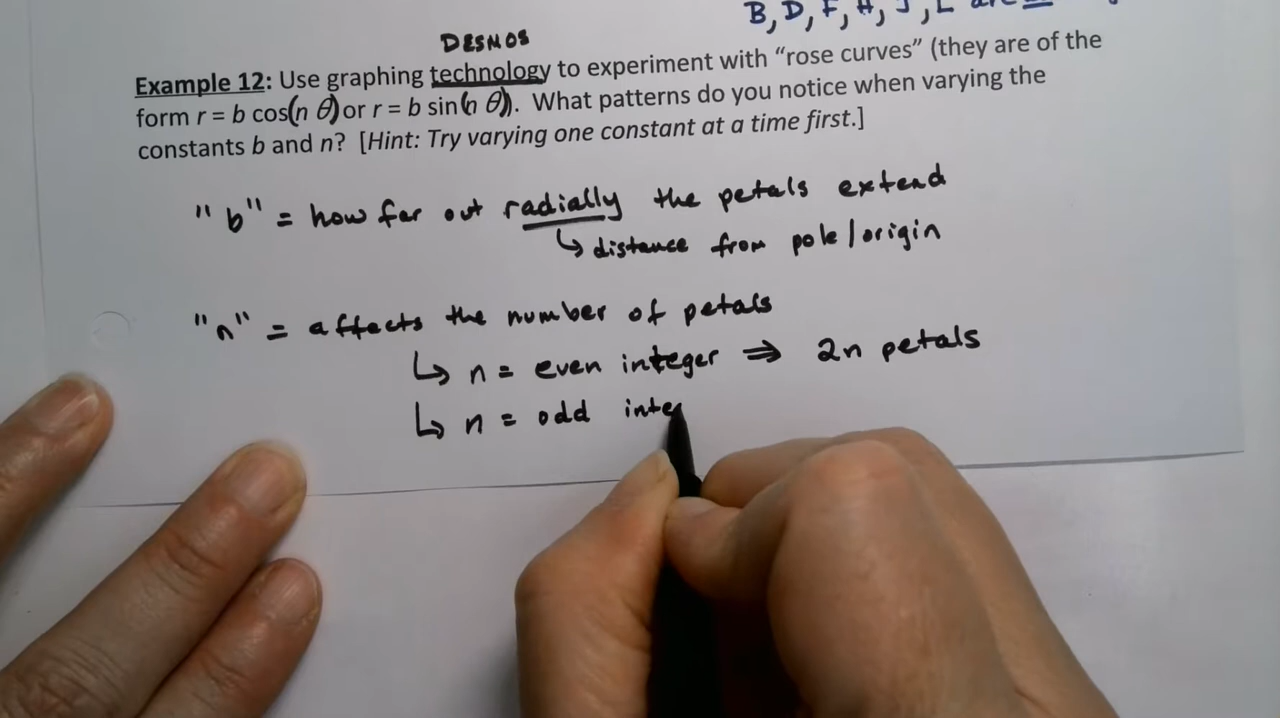 B, D, F, H, J, L are
DESMOS
Example 12: Use graphing technology to experiment with “rose curves” (they are of the
form r = b cos(n θ) or r = b sin(n θ)). What patterns do you notice when varying the
constants b and n? [Hint: Try varying one constant at a time first.]
"b" = how far out radially the petals extend
↳ distance from pole/origin
"n" = affects the number of petals
↳ n = even integer ⇒ 2n petals
↳ n = odd inte